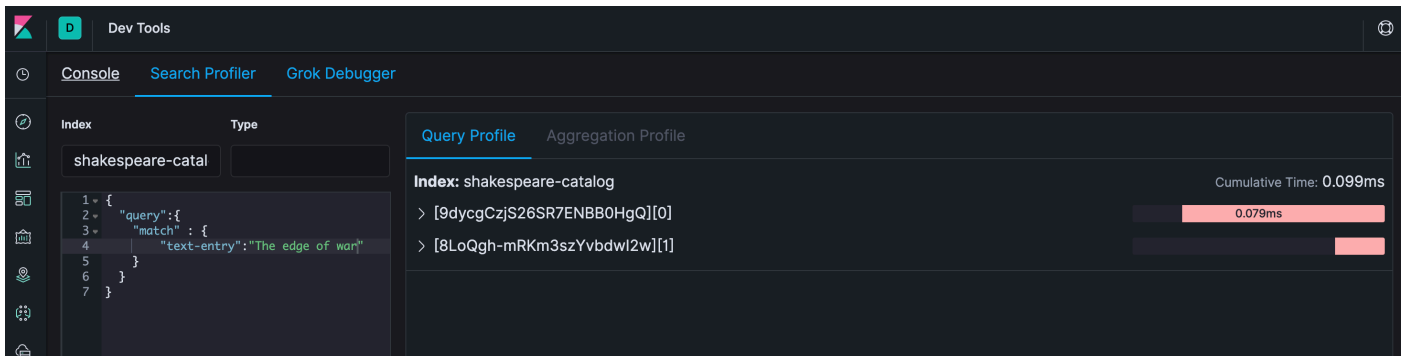 D Dev Tools
Console Search Profiler Grok Debugger
Index Type
shakespeare-catal
1 {
2 "query":{
3 "match" : {
4 "text-entry":"The edge of war"
5 }
6 }
7 }
Query Profile Aggregation Profile
Index: shakespeare-catalog Cumulative Time: 0.099ms
[9dycgCzjS26SR7ENBB0HgQ][0] 0.079ms
[8LoQgh-mRKm3szYvbdwI2w][1]